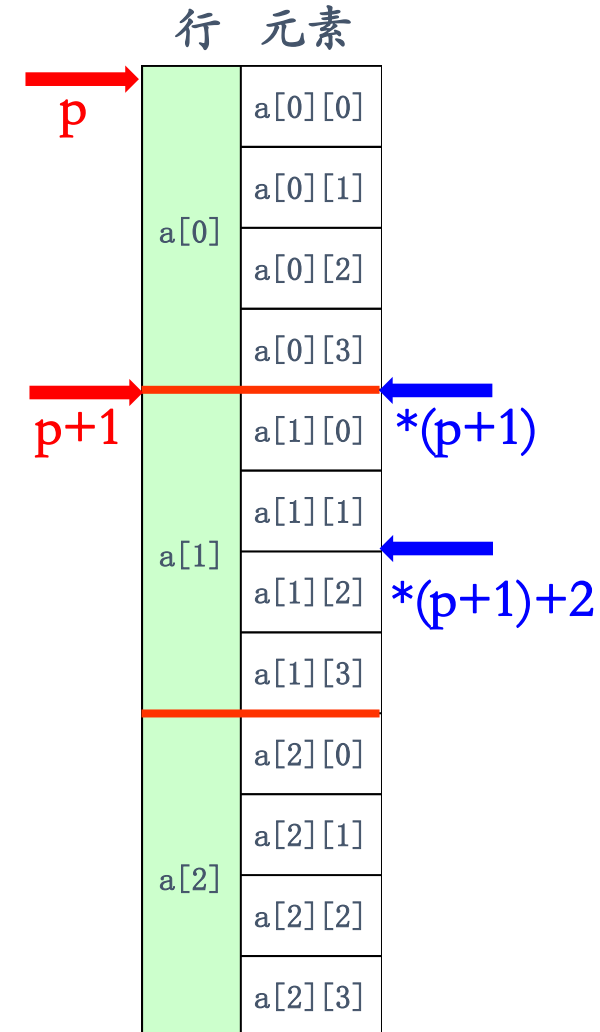 行 元素
p
a[0][0]
a[0][1]
a[0]
a[0][2]
a[0][3]
p+1
*(p+1)
a[1][0]
a[1][1]
a[1]
a[1][2]
*(p+1)+2
a[1][3]
a[2][0]
a[2][1]
a[2]
a[2][2]
a[2][3]